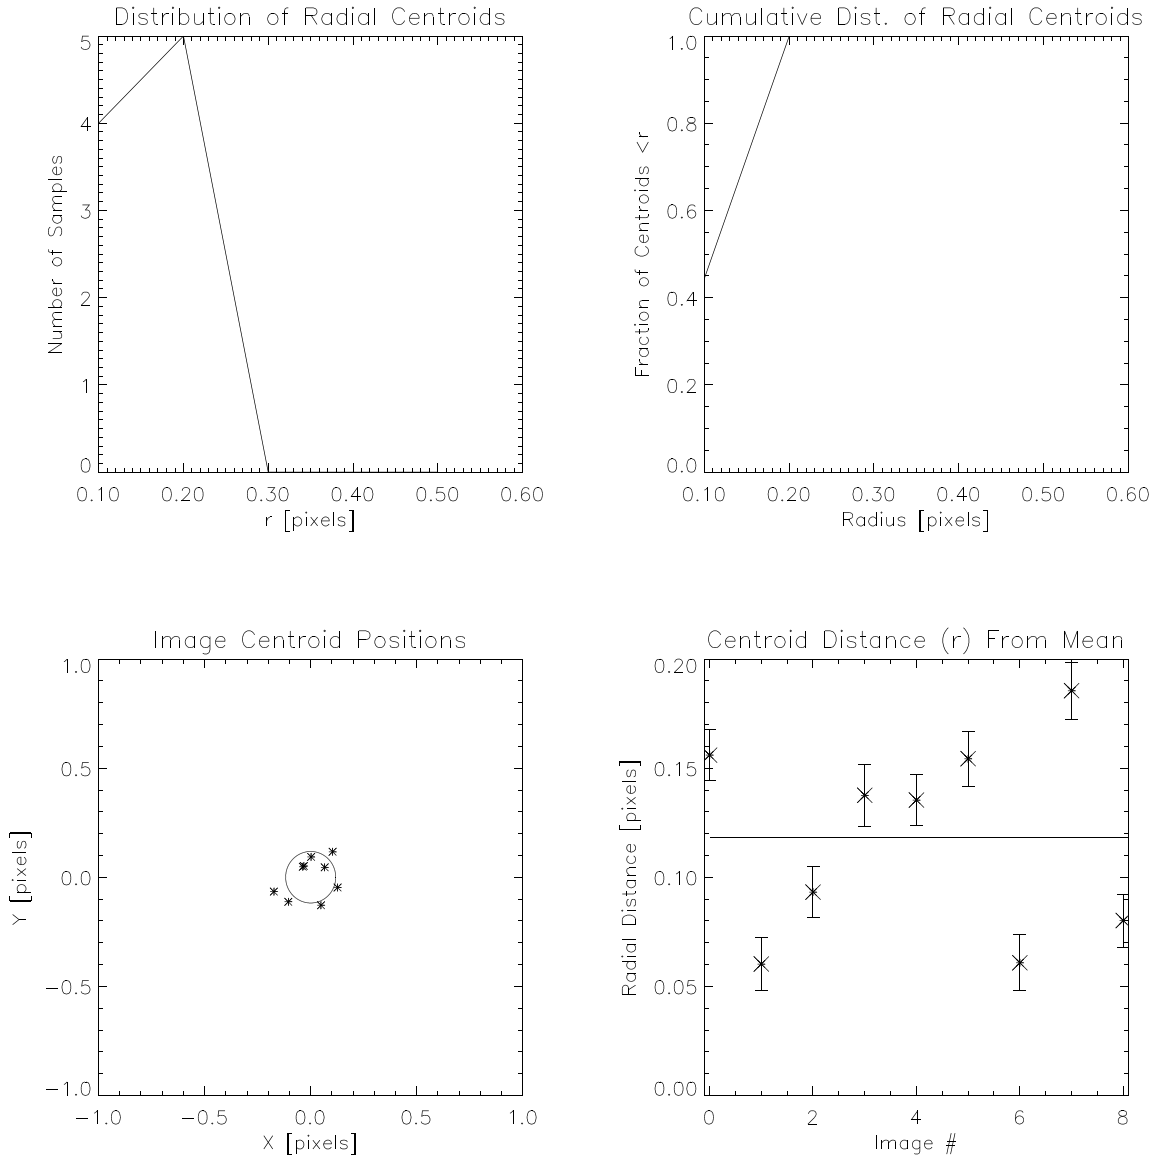 Distribution of Radial Centroids
5
4
3
2
1
0
Number of Samples
0.10 0.20 0.30 0.40 0.50 0.60
r [pixels]
Cumulative Dist. of Radial Centroids
1.0
0.8
0.6
0.4
0.2
0.0
Fraction of Centroids <r
0.10 0.20 0.30 0.40 0.50 0.60
Radius [pixels]
Image Centroid Positions
1.0
0.5
0.0
−0.5
−1.0
Y [pixels]
−1.0 −0.5 0.0 0.5 1.0
X [pixels]
Centroid Distance (r) From Mean
0.20
0.15
0.10
0.05
0.00
Radial Distance [pixels]
0 2 4 6 8
Image #